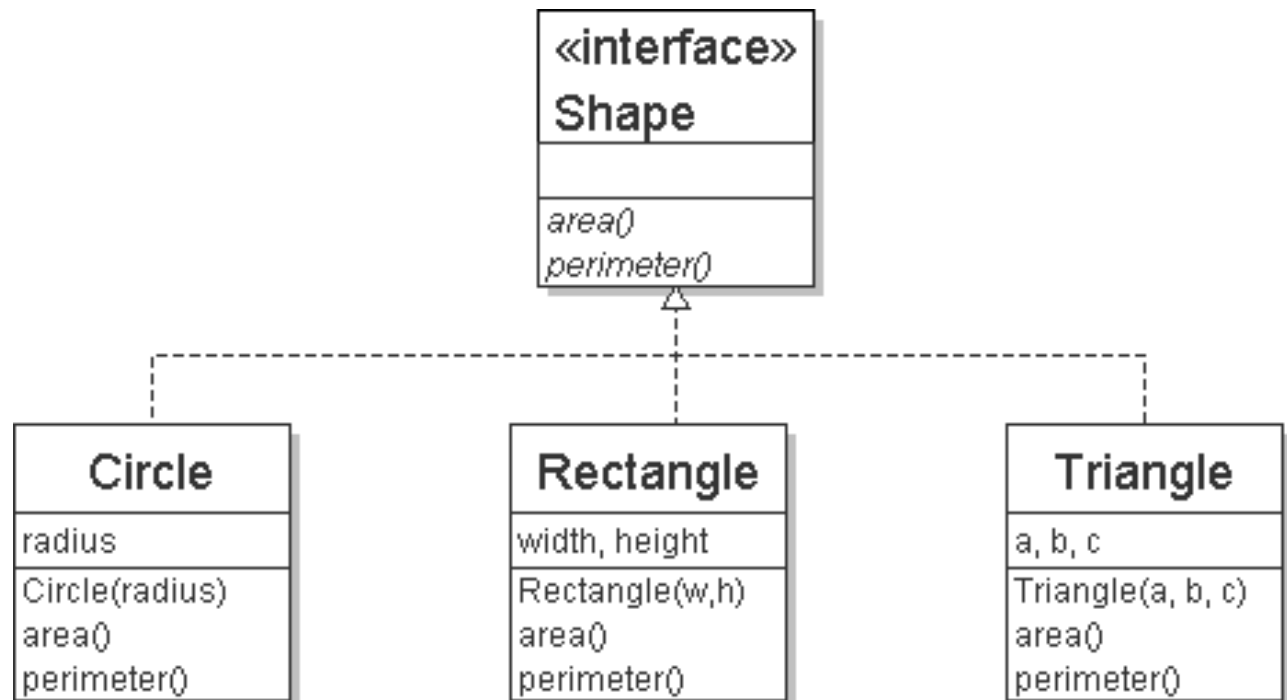 «interface»
Shape
area()
perimeter()
Circle
radius
Circle(radius)
area()
perimeter()
Rectangle
width, height
Rectangle(w,h)
area()
perimeter()
Triangle
a, b, c
Triangle(a, b, c)
area()
perimeter()